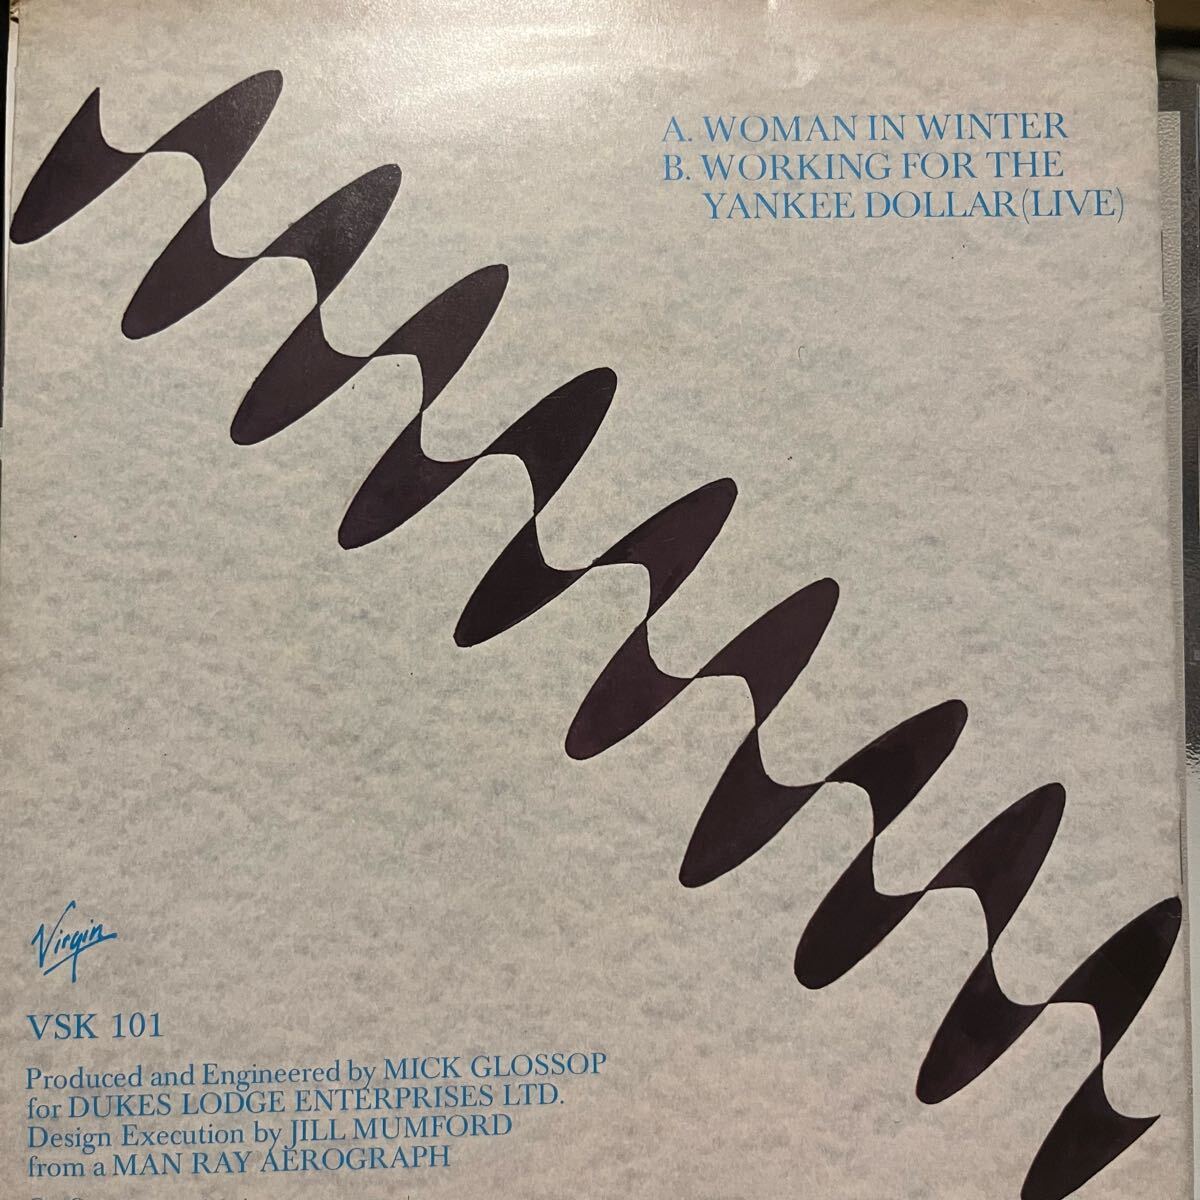 A. WOMAN IN WINTER
B. WORKING FOR THE
YANKEE DOLLAR(LIVE)
Virgin
VSK 101
Produced and Engineered by MICK GLOSSOP
for DUKES LODGE ENTERPRISES LTD.
Design Execution by JILL MUMFORD
from a MAN RAY AEROGRAPH